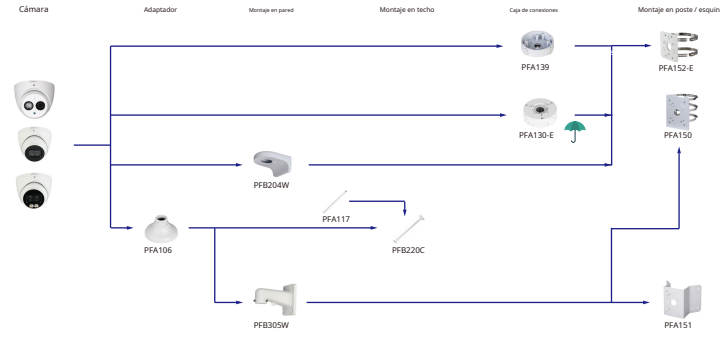 Cámara
Adaptador
Montaje en pared
Montaje en techo
Caja de conexiones
Montaje en poste / esquin
PFA139
PFA152-E
PFA130-E
PFA150
PFB204W
PFA117
PFA106
PFB220C
PFB305W
PFA151